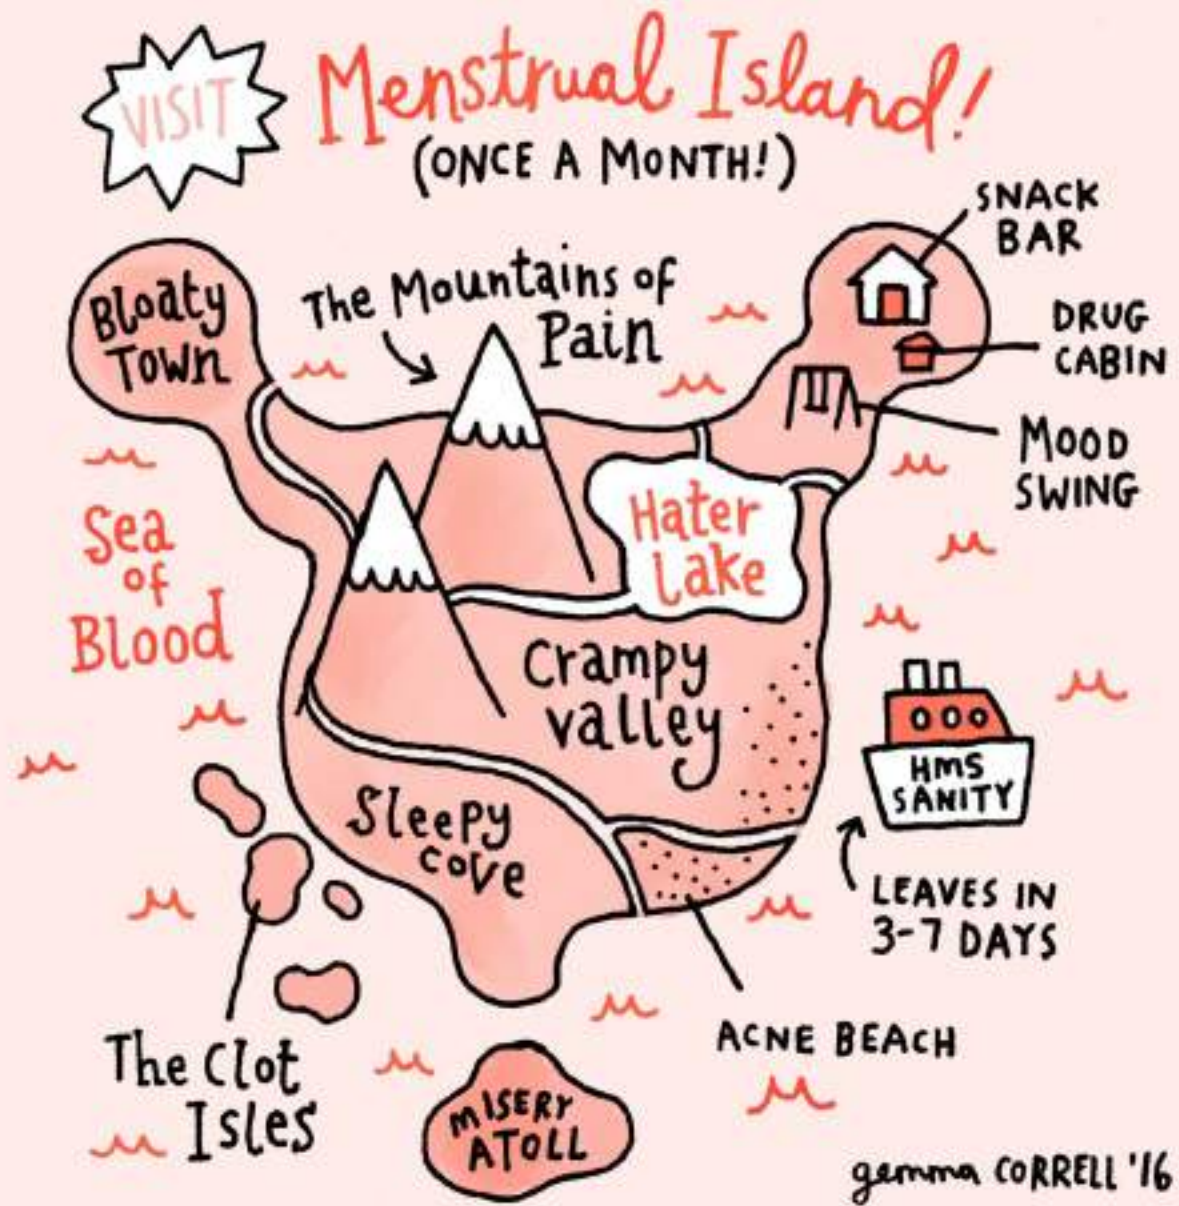 VISIT
Menstrual Island!
(ONCE A MONTH!)
SNACK
BAR
Bloaty
TOWN
The Mountains of
Pain
DRUG
CABIN
MOOD
SWING
Sea
of
Blood
Hater
Lake
Crampy
valley
HMS
SANITY
Sleepy
cove
LEAVES IN
3-7 DAYS
The Clot
Isles
ACNE BEACH
MISERY
ATOLL
gemma CORRELL '16